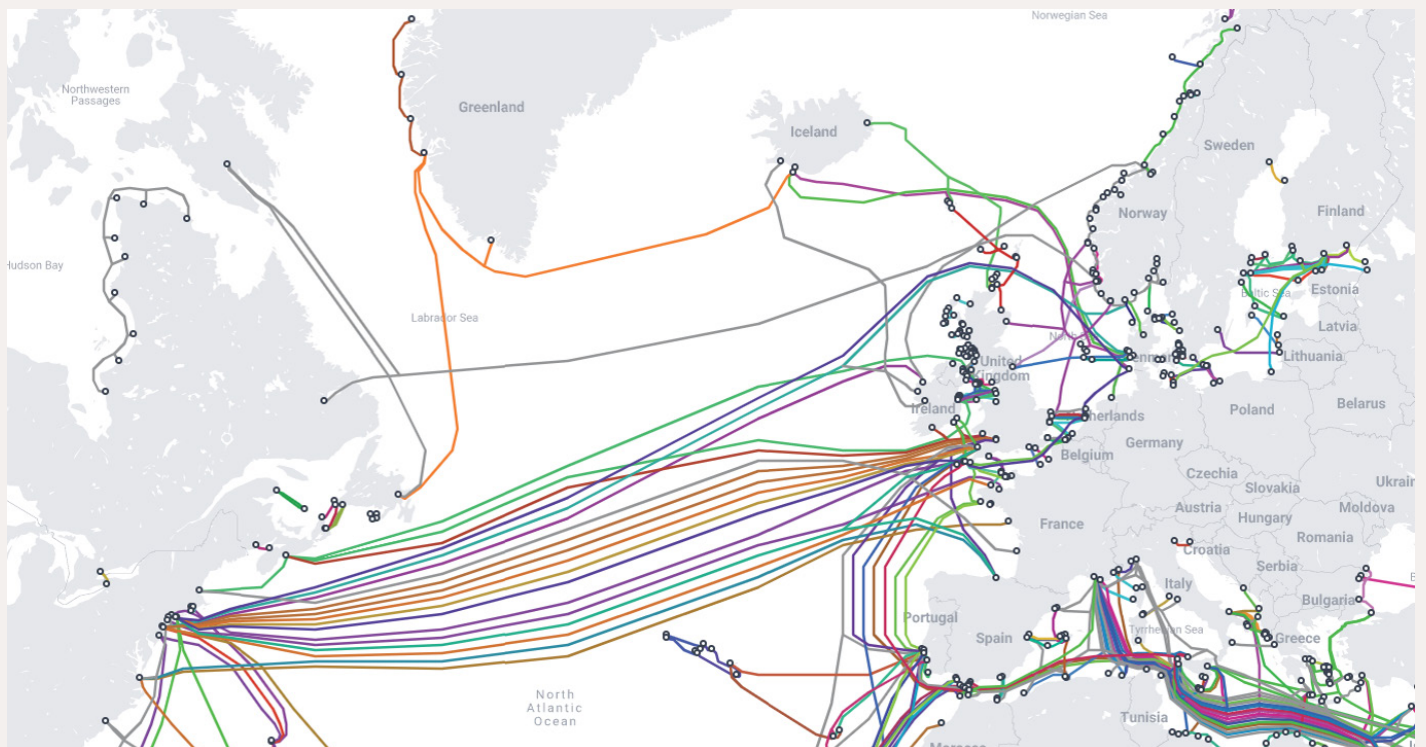 Norwegian Sea
Northwestern
Passages
Greenland
Iceland
Sweden
Finland
Norway
Hudson Bay
Baltic Sea
Estonia
Labrador Sea
Latvia
Lithuania
United
Kingdom
Ireland
Poland
Belarus
Germany
Belgium
Czechia
Slovakia
Austria
Hungary
Moldova
France
Romania
Croatia
Serbia
Italy
Bulgaria
Portugal
Spain
Tyrrhenian Sea
Greece
North
Atlantic
Ocean
Tunisia